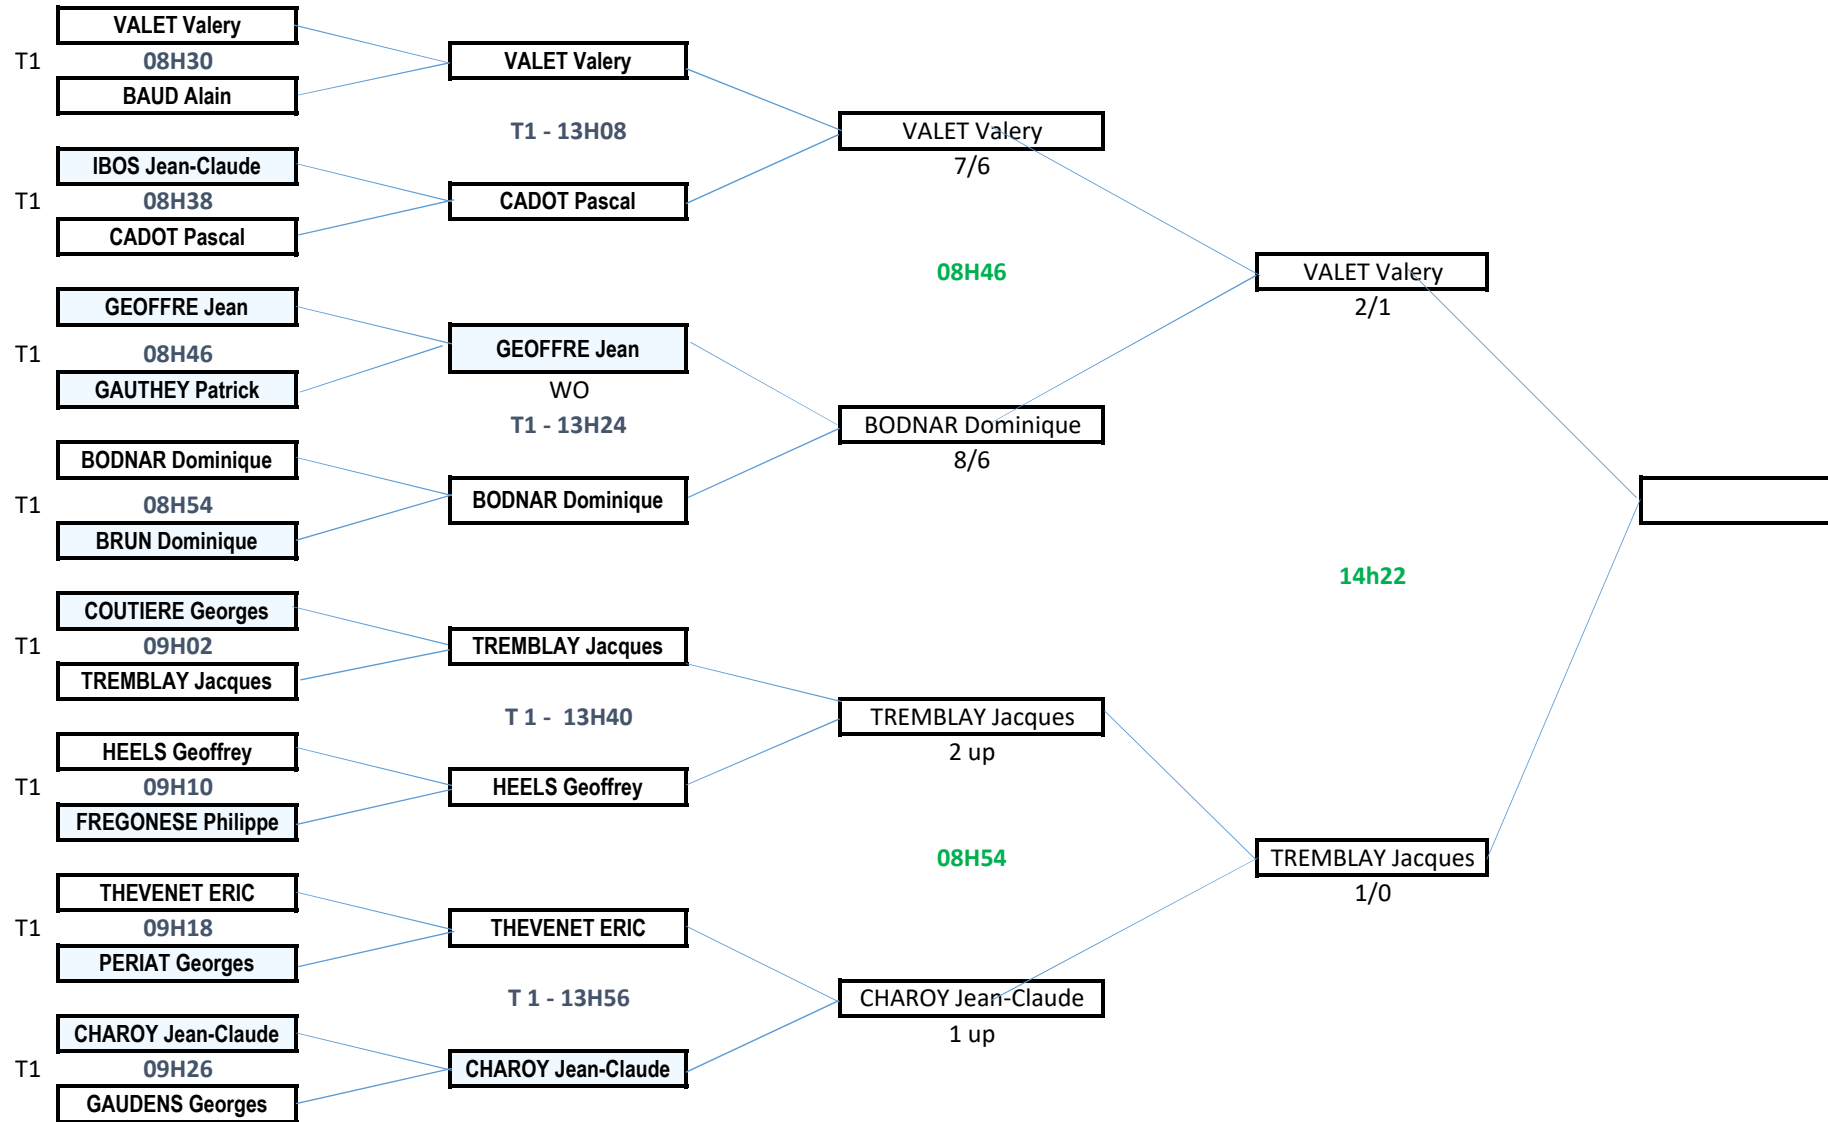 VALET Valery
T1 08H30
BAUD Alain
IBOS Jean-Claude
T1 08H38
CADOT Pascal
GEOFFRE Jean
T1 08H46
GAUTHEY Patrick
BODNAR Dominique
T1 08H54
BRUN Dominique
COUTIERE Georges
T1 09H02
TREMBLAY Jacques
HEELS Geoffrey
T1 09H10
FREGONESE Philippe
THEVENET ERIC
T1 09H18
PERIAT Georges
CHAROY Jean-Claude
T1 09H26
GAUDENS Georges
VALET Valery
T1 - 13H08
CADOT Pascal
GEOFFRE Jean
WO
T1 - 13H24
BODNAR Dominique
TREMBLAY Jacques
T 1 - 13H40
HEELS Geoffrey
THEVENET ERIC
T 1 - 13H56
CHAROY Jean-Claude
VALET Valery
7/6
08H46
BODNAR Dominique
8/6
TREMBLAY Jacques
2 up
08H54
CHAROY Jean-Claude
1 up
VALET Valery
2/1
14h22
TREMBLAY Jacques
1/0